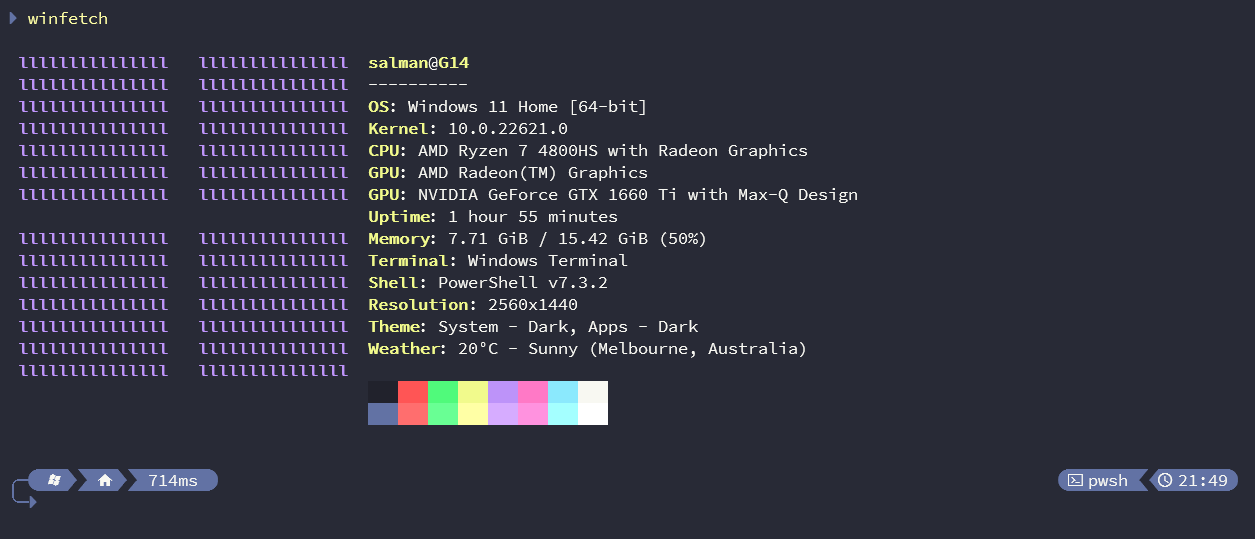 winfetch
lllllllllllllll   lllllllllllllll  salman@G14
lllllllllllllll   lllllllllllllll  ----------
lllllllllllllll   lllllllllllllll  OS: Windows 11 Home [64-bit]
lllllllllllllll   lllllllllllllll  Kernel: 10.0.22621.0
lllllllllllllll   lllllllllllllll  CPU: AMD Ryzen 7 4800HS with Radeon Graphics
lllllllllllllll   lllllllllllllll  GPU: AMD Radeon(TM) Graphics
lllllllllllllll   lllllllllllllll  GPU: NVIDIA GeForce GTX 1660 Ti with Max-Q Design
Uptime: 1 hour 55 minutes
lllllllllllllll   lllllllllllllll  Memory: 7.71 GiB / 15.42 GiB (50%)
lllllllllllllll   lllllllllllllll  Terminal: Windows Terminal
lllllllllllllll   lllllllllllllll  Shell: PowerShell v7.3.2
lllllllllllllll   lllllllllllllll  Resolution: 2560x1440
lllllllllllllll   lllllllllllllll  Theme: System - Dark, Apps - Dark
lllllllllllllll   lllllllllllllll  Weather: 20°C - Sunny (Melbourne, Australia)
lllllllllllllll   lllllllllllllll
714ms pwsh 21:49